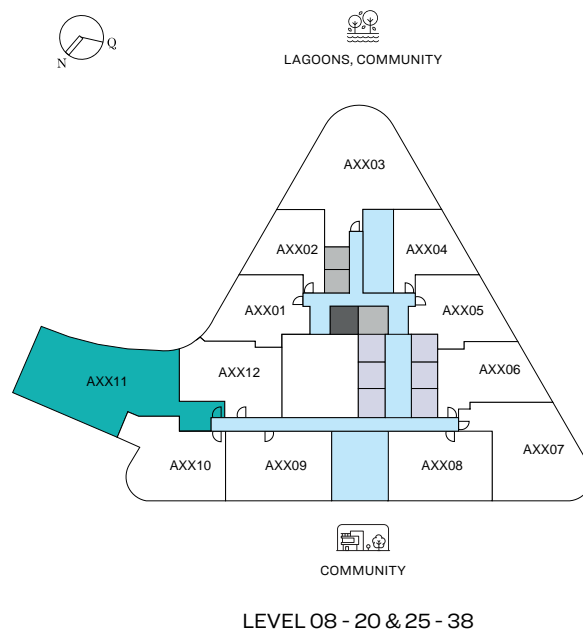 N
Q
LAGOONS, COMMUNITY
AXX03
AXX02
AXX04
AXX01
AXX05
AXX11
AXX12
AXX06
AXX10
AXX09
AXX08
AXX07
COMMUNITY
LEVEL 08 - 20 & 25 - 38